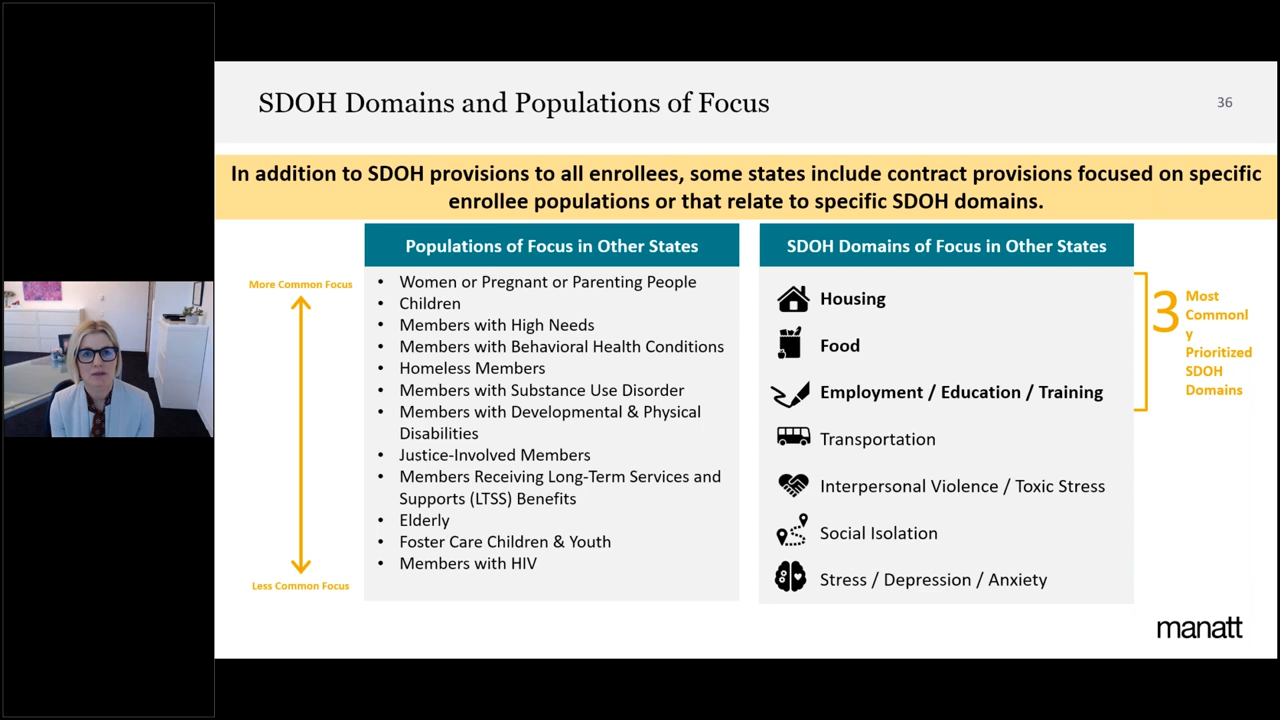 SDOH Domains and Populations of Focus
36
In addition to SDOH provisions to all enrollees, some states include contract provisions focused on specific
enrollee populations or that relate to specific SDOH domains.
More Common Focus
Less Common Focus
Populations of Focus in Other States
• Women or Pregnant or Parenting People
• Children
• Members with High Needs
• Members with Behavioral Health Conditions
• Homeless Members
• Members with Substance Use Disorder
• Members with Developmental & Physical
Disabilities
• Justice-Involved Members
• Members Receiving Long-Term Services and
Supports (LTSS) Benefits
• Elderly
• Foster Care Children & Youth
• Members with HIV
SDOH Domains of Focus in Other States
Housing
Food
Employment / Education / Training
Transportation
Interpersonal Violence / Toxic Stress
Social Isolation
Stress / Depression / Anxiety
3
Most
Commonl
y
Prioritized
SDOH
Domains
manatt